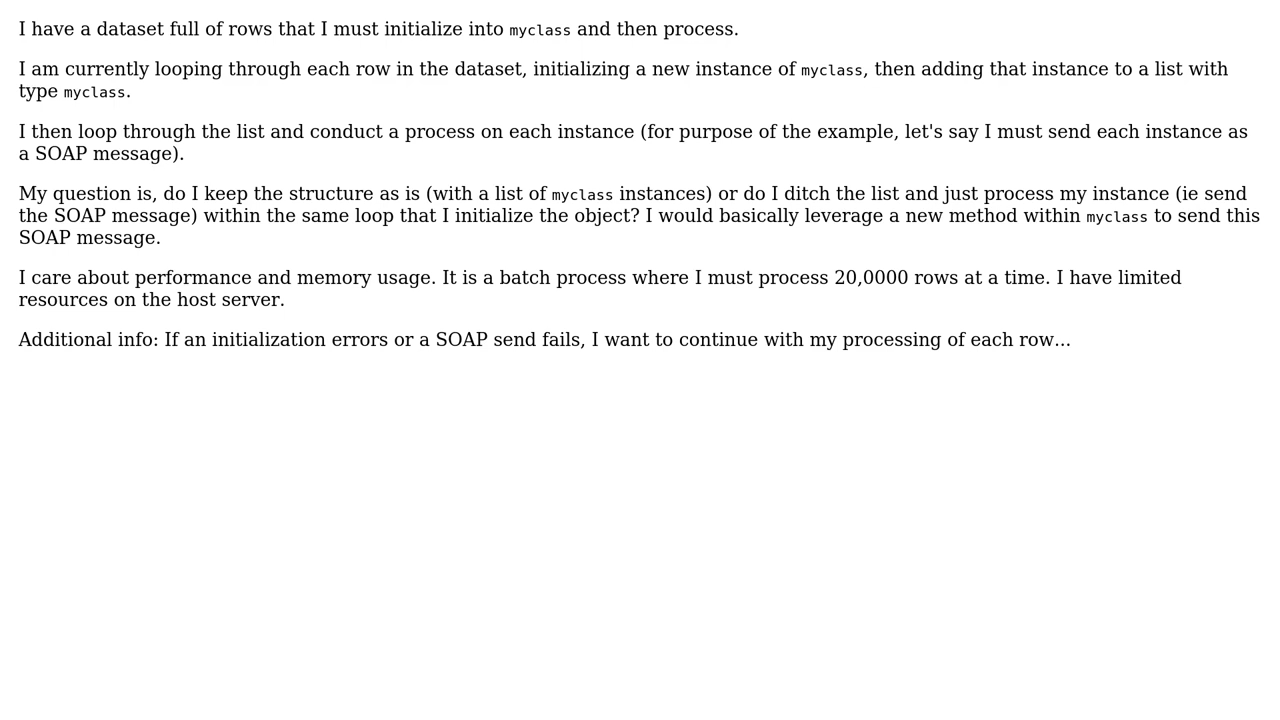 I have a dataset full of rows that I must initialize into myclass and then process.
I am currently looping through each row in the dataset, initializing a new instance of myclass, then adding that instance to a list with
type myclass.
I then loop through the list and conduct a process on each instance (for purpose of the example, let's say I must send each instance as
a SOAP message).
My question is, do I keep the structure as is (with a list of myclass instances) or do I ditch the list and just process my instance (ie send
the SOAP message) within the same loop that I initialize the object? I would basically leverage a new method within myclass to send this
SOAP message.
I care about performance and memory usage. It is a batch process where I must process 20,0000 rows at a time. I have limited
resources on the host server.
Additional info: If an initialization errors or a SOAP send fails, I want to continue with my processing of each row...